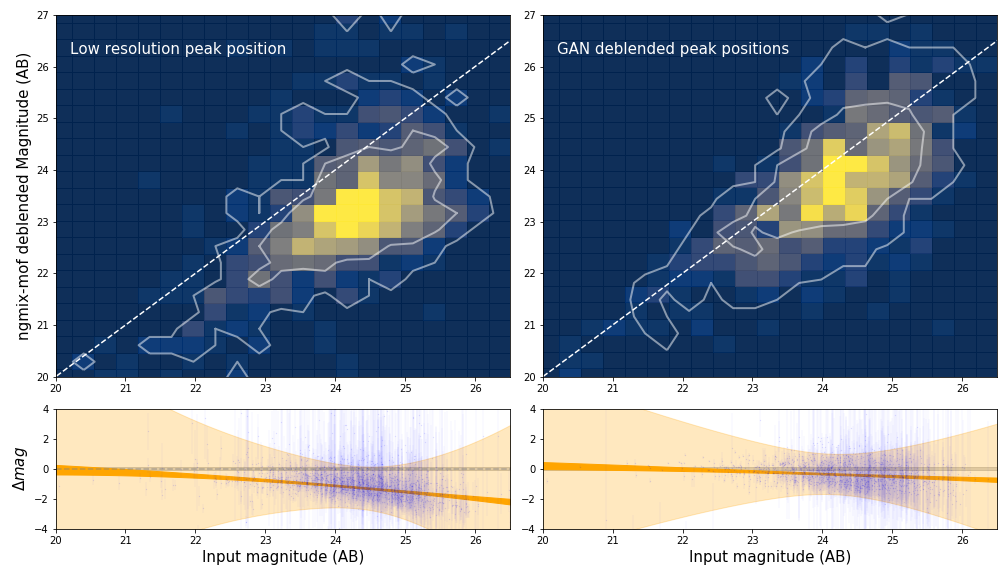 Low resolution peak position
GAN deblended peak positions
ngmix-mof deblended Magnitude (AB)
27
26
25
24
23
22
21
20
20 21 22 23 24 25 26
27
26
25
24
23
22
21
20
20 21 22 23 24 25 26
Δmag
4
2
0
−2
−4
20 21 22 23 24 25 26
Input magnitude (AB)
4
2
0
−2
−4
20 21 22 23 24 25 26
Input magnitude (AB)